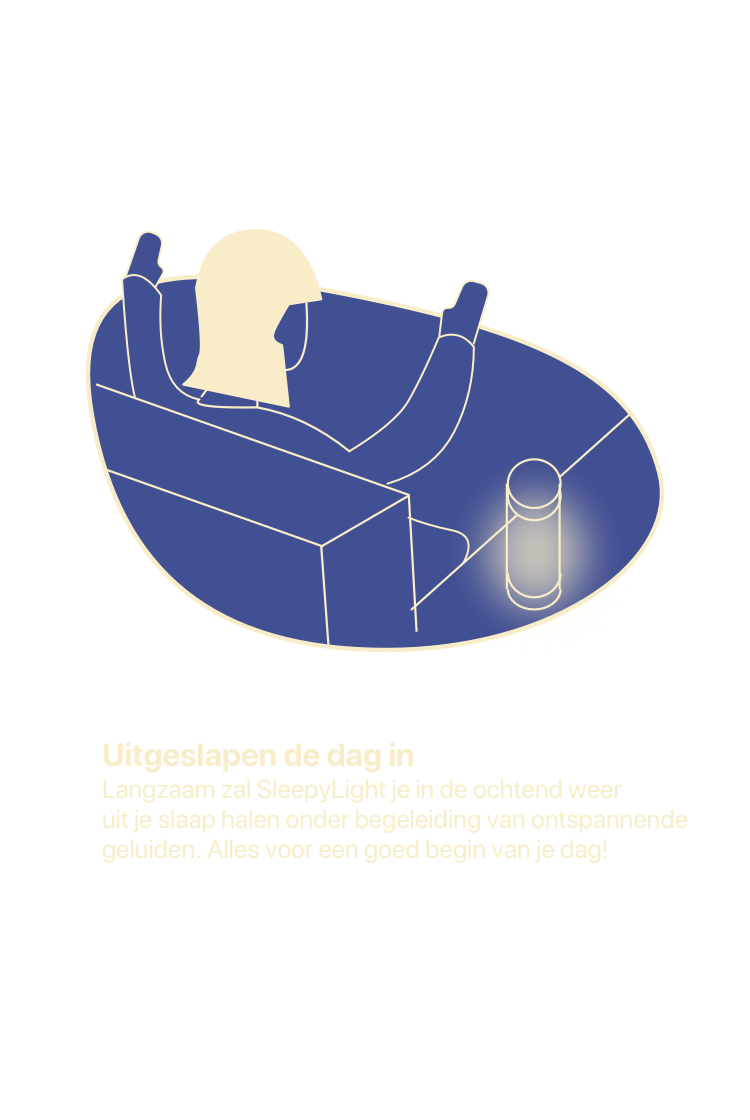 Uitgeslapen de dag in
Langzaam zal SleepyLight je in de ochtend weer
uit je slaap halen onder begeleiding van ontspannende
geluiden. Alles voor een goed begin van je dag!